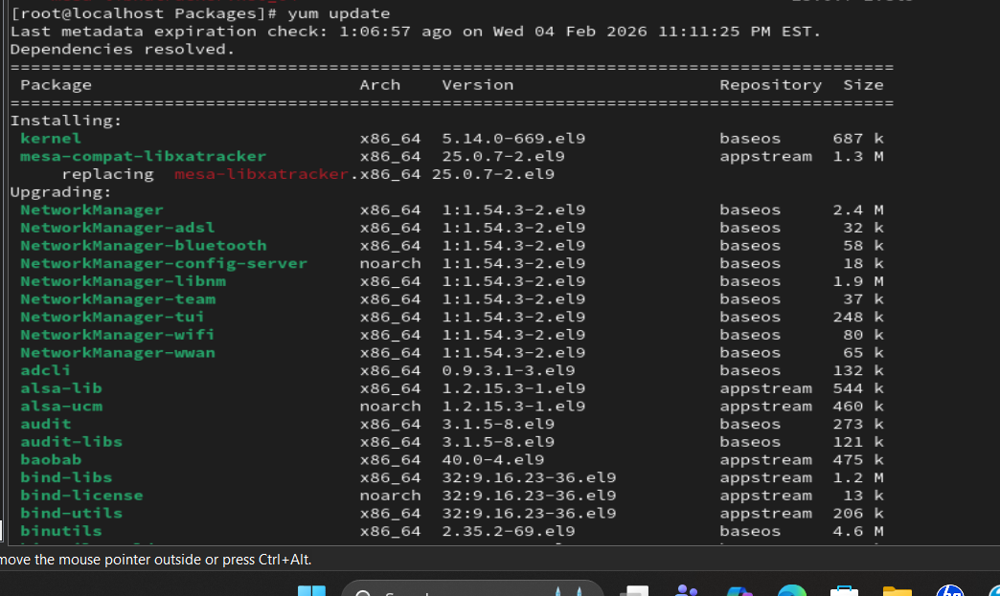 [root@localhost Packages]# yum update
Last metadata expiration check: 1:06:57 ago on Wed 04 Feb 2026 11:11:25 PM EST.
Dependencies resolved.
================================================================================
Package Arch Version Repository Size
================================================================================
Installing:
kernel x86_64 5.14.0-669.el9 baseos 687 k
mesa-compat-libxatracker x86_64 25.0.7-2.el9 appstream 1.3 M
replacing mesa-libxatracker.x86_64 25.0.7-2.el9
Upgrading:
NetworkManager x86_64 1:1.54.3-2.el9 baseos 2.4 M
NetworkManager-adsl x86_64 1:1.54.3-2.el9 baseos 32 k
NetworkManager-bluetooth x86_64 1:1.54.3-2.el9 baseos 58 k
NetworkManager-config-server noarch 1:1.54.3-2.el9 baseos 18 k
NetworkManager-libnm x86_64 1:1.54.3-2.el9 baseos 1.9 M
NetworkManager-team x86_64 1:1.54.3-2.el9 baseos 37 k
NetworkManager-tui x86_64 1:1.54.3-2.el9 baseos 248 k
NetworkManager-wifi x86_64 1:1.54.3-2.el9 baseos 80 k
NetworkManager-wwan x86_64 1:1.54.3-2.el9 baseos 65 k
adcli x86_64 0.9.3.1-3.el9 baseos 132 k
alsa-lib x86_64 1.2.15.3-1.el9 appstream 544 k
alsa-ucm noarch 1.2.15.3-1.el9 appstream 460 k
audit x86_64 3.1.5-8.el9 baseos 273 k
audit-libs x86_64 3.1.5-8.el9 baseos 121 k
baobab x86_64 40.0-4.el9 appstream 475 k
bind-libs x86_64 32:9.16.23-36.el9 appstream 1.2 M
bind-license noarch 32:9.16.23-36.el9 appstream 13 k
bind-utils x86_64 32:9.16.23-36.el9 appstream 206 k
binutils x86_64 2.35.2-69.el9 baseos 4.6 M
move the mouse pointer outside or press Ctrl+Alt.
hp